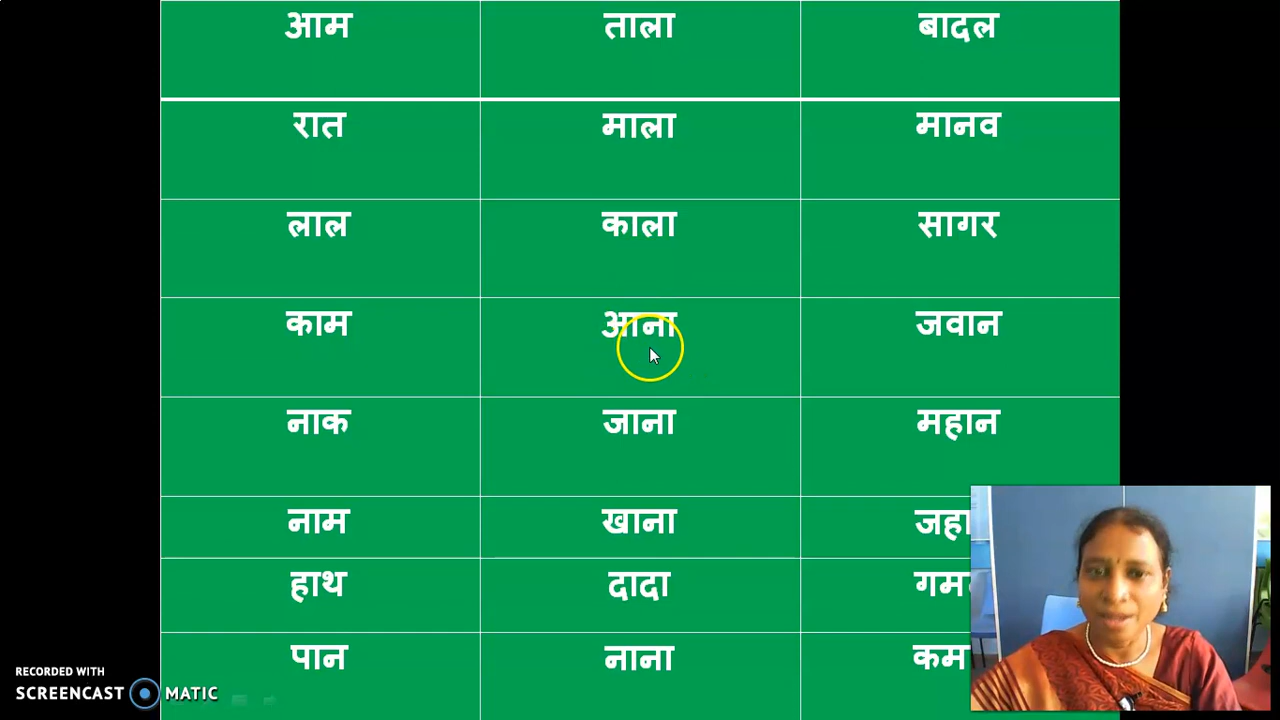 आम ताला बादल
रात माला मानव
लाल काला सागर
काम आना जवान
नाक जाना महान
नाम खाना
हाथ दादा
पान नाना
RECORDED WITH
SCREENCAST MATIC